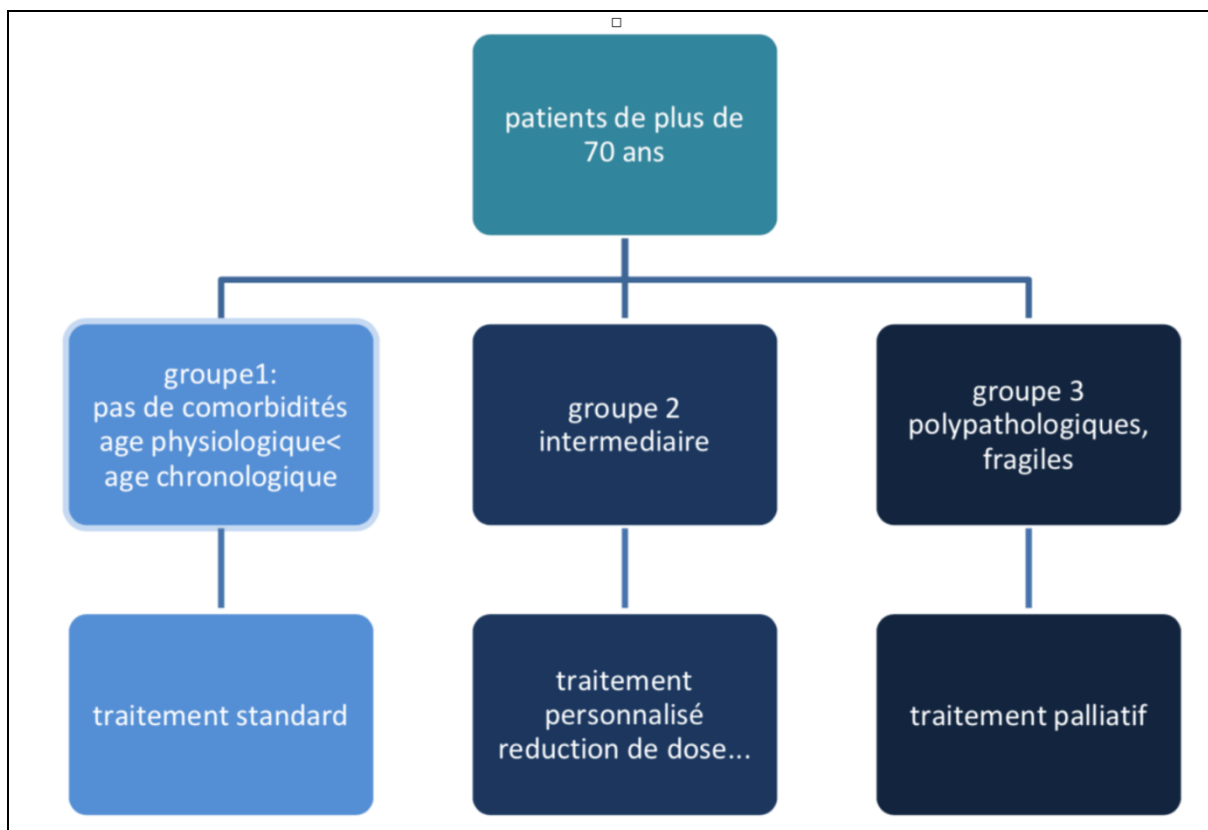 patients de plus de
70 ans
groupe1:
pas de comorbidités
age physiologique<
age chronologique
groupe 2
intermediaire
groupe 3
polypathologiques,
fragiles
traitement standard
traitement
personnalisé
reduction de dose...
traitement palliatif